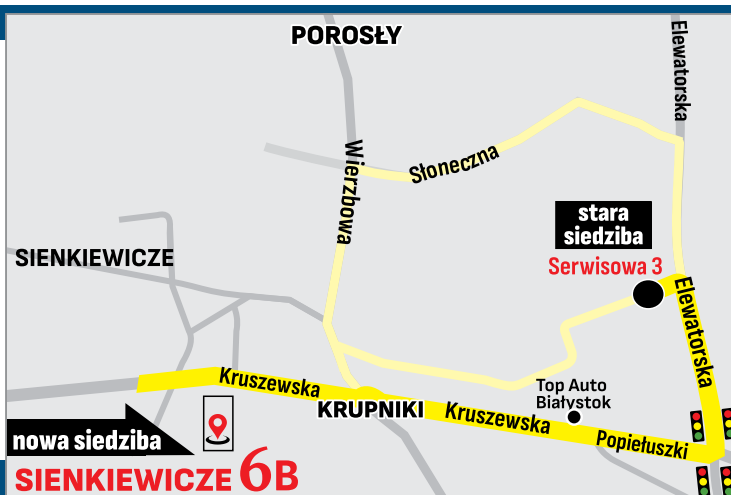 POROSŁY
Elewatorska
Wierzbowa
Słoneczna
stara
siedziba
Serwisowa 3
SIENKIEWICZE
Elewatorska
Kruszewska
Top Auto
Białystok
KRUPNIKI
Kruszewska
Popiełuszki
nowa siedziba
SIENKIEWICZE 6B